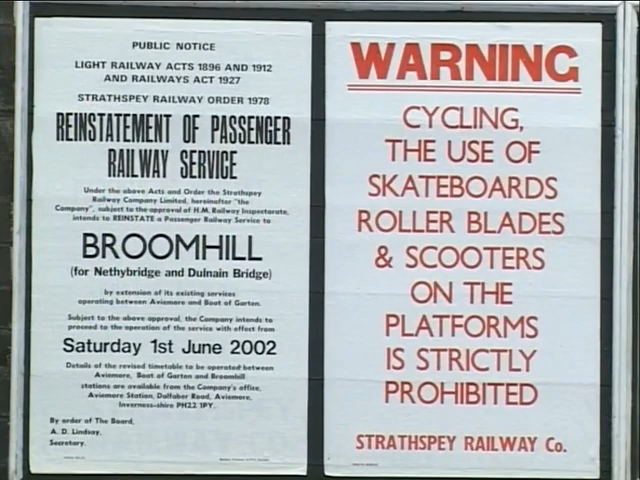 PUBLIC NOTICE
LIGHT RAILWAY ACTS 1896 AND 1912
AND RAILWAYS ACT 1927
STRATHSPEY RAILWAY ORDER 1978
REINSTATEMENT OF PASSENGER
RAILWAY SERVICE
Under the above Acts and Order the Strathspey
Railway Company Limited, hereinafter "the
Company", subject to the approval of H.M. Railway Inspectorate,
intends to REINSTATE a Passenger Railway Service to
BROOMHILL
(for Nethybridge and Dulnain Bridge)
by extension of its existing services
operating between Aviemore and Boat of Garten.
Subject to the above approval, the Company intends to
proceed to the operation of the service with effect from
Saturday 1st June 2002
Details of the revised timetable to be operated between
Aviemore, Boat of Garten and Broomhill
stations are available from the Company's office,
Aviemore Station, Dalfaber Road, Aviemore,
Inverness-shire PH22 1PY.
By order of The Board,
A. D. Lindsay,
Secretary.
WARNING
CYCLING,
THE USE OF
SKATEBOARDS
ROLLER BLADES
& SCOOTERS
ON THE
PLATFORMS
IS STRICTLY
PROHIBITED
STRATHSPEY RAILWAY Co.